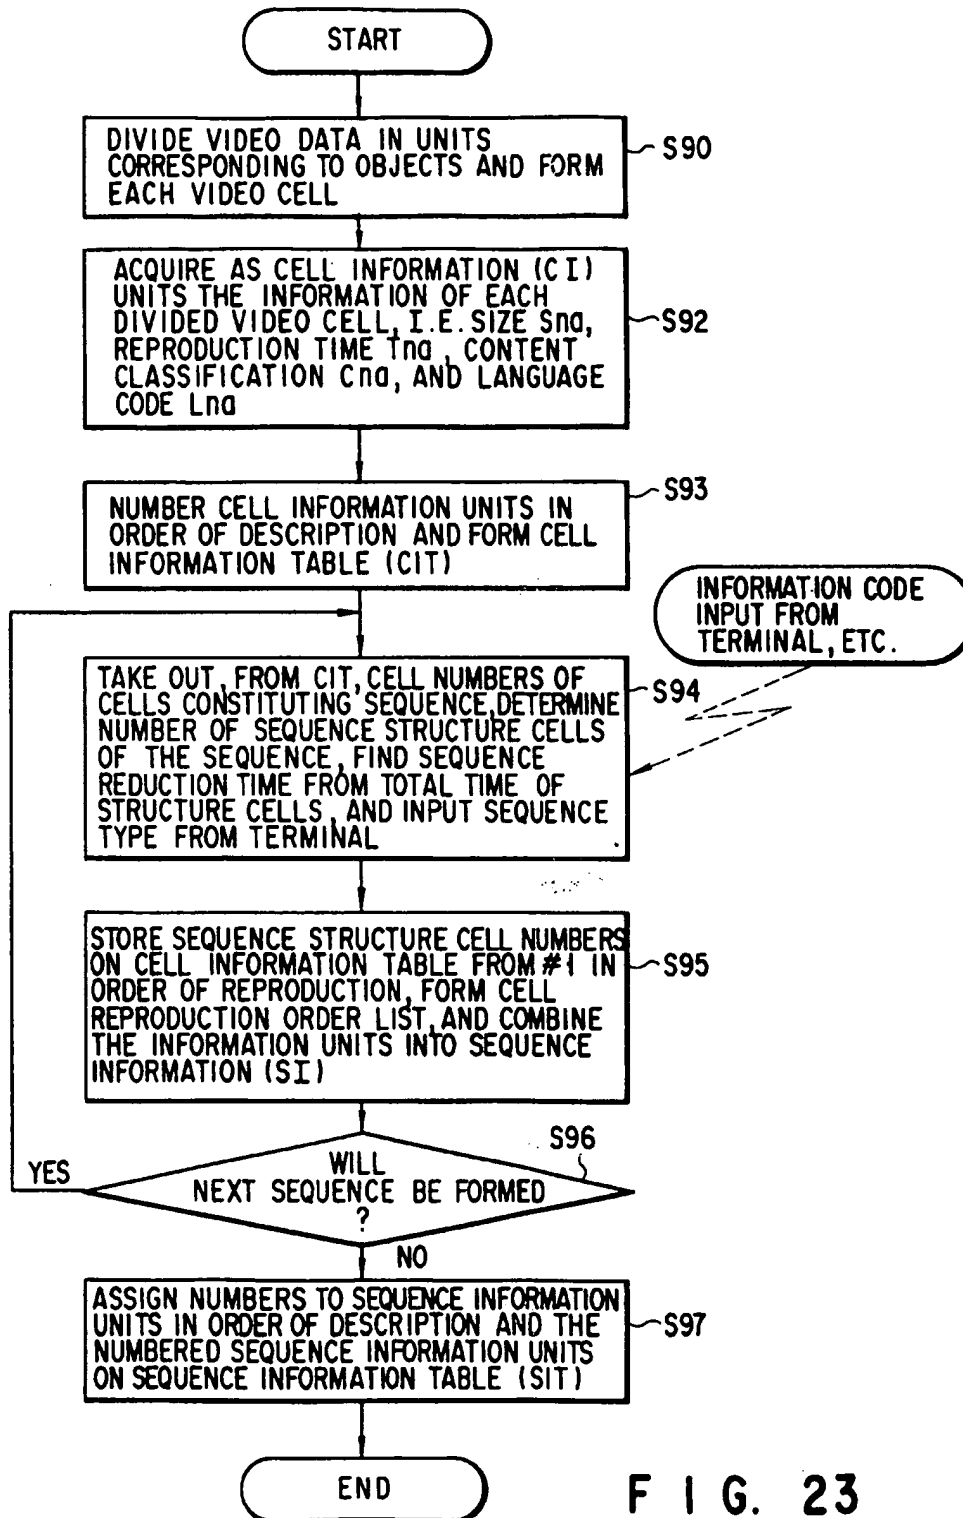 START
DIVIDE VIDEO DATA IN UNITS
CORRESPONDING TO OBJECTS AND FORM
EACH VIDEO CELL
S90
ACQUIRE AS CELL INFORMATION (CI)
UNITS THE INFORMATION OF EACH
DIVIDED VIDEO CELL, I.E. SIZE Sna,
REPRODUCTION TIME Tna, CONTENT
CLASSIFICATION Cna, AND LANGUAGE
CODE Lna
S92
NUMBER CELL INFORMATION UNITS IN
ORDER OF DESCRIPTION AND FORM CELL
INFORMATION TABLE (CIT)
S93
INFORMATION CODE
INPUT FROM
TERMINAL, ETC.
TAKE OUT, FROM CIT, CELL NUMBERS OF
CELLS CONSTITUTING SEQUENCE, DETERMINE
NUMBER OF SEQUENCE STRUCTURE CELLS
OF THE SEQUENCE, FIND SEQUENCE
REDUCTION TIME FROM TOTAL TIME OF
STRUCTURE CELLS, AND INPUT SEQUENCE
TYPE FROM TERMINAL
S94
STORE SEQUENCE STRUCTURE CELL NUMBERS
ON CELL INFORMATION TABLE FROM #1 IN
ORDER OF REPRODUCTION, FORM CELL
REPRODUCTION ORDER LIST, AND COMBINE
THE INFORMATION UNITS INTO SEQUENCE
INFORMATION (SI)
S95
S96
WILL
NEXT SEQUENCE BE FORMED
?
YES
NO
ASSIGN NUMBERS TO SEQUENCE INFORMATION
UNITS IN ORDER OF DESCRIPTION AND THE
NUMBERED SEQUENCE INFORMATION UNITS
ON SEQUENCE INFORMATION TABLE (SIT)
S97
END
FIG. 23